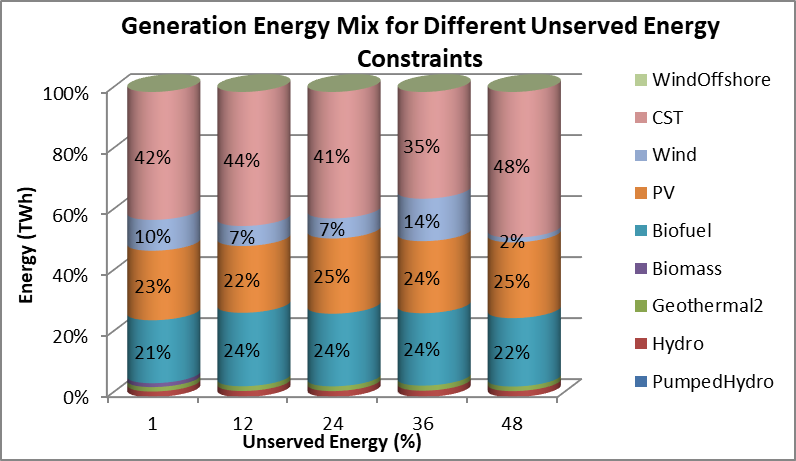 Generation Energy Mix for Different Unserved Energy
Constraints
Energy (TWh)
100%
80%
60%
40%
20%
0%
42%
44%
41%
35%
48%
10%
7%
7%
14%
2%
23%
22%
25%
24%
25%
21%
24%
24%
24%
22%
1
12
24
36
48
Unserved Energy (%)
WindOffshore
CST
Wind
PV
Biofuel
Biomass
Geothermal2
Hydro
PumpedHydro